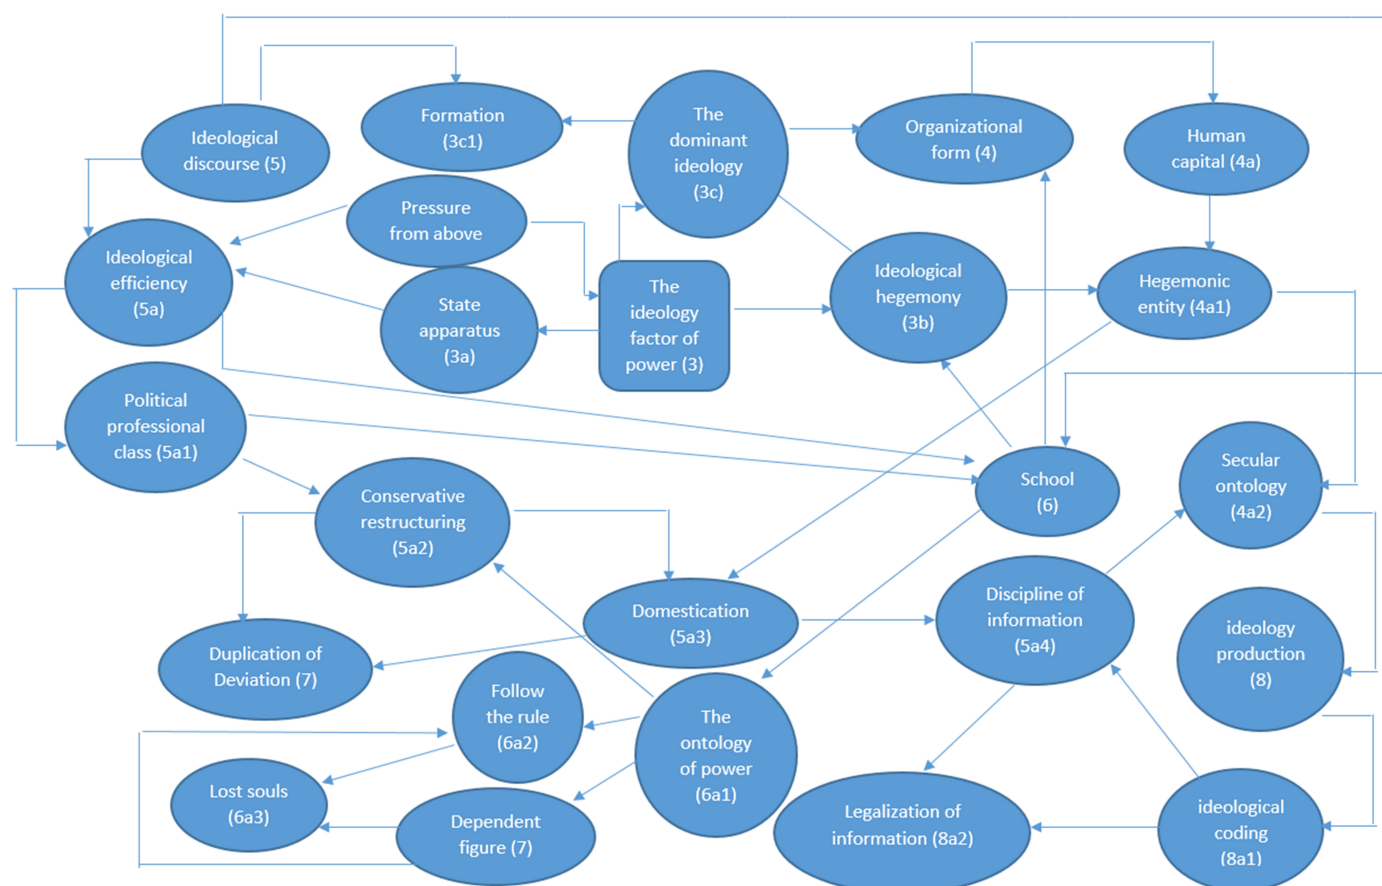 Ideological
discourse (5)
Formation
(3c1)
The
dominant
ideology
(3c)
Organizational
form (4)
Human
capital (4a)
Pressure
from above
Ideological
efficiency
(5a)
State
apparatus
(3a)
The
ideology
factor of
power (3)
Ideological
hegemony
(3b)
Hegemonic
entity (4a1)
Political
professional
class (5a1)
Conservative
restructuring
(5a2)
School
(6)
Secular
ontology
(4a2)
Domestication
(5a3)
Discipline of
information
(5a4)
ideology
production
(8)
Duplication of
Deviation (7)
Follow
the rule
(6a2)
The
ontology
of power
(6a1)
Lost souls
(6a3)
Dependent
figure (7)
Legalization of
information (8a2)
ideological
coding
(8a1)